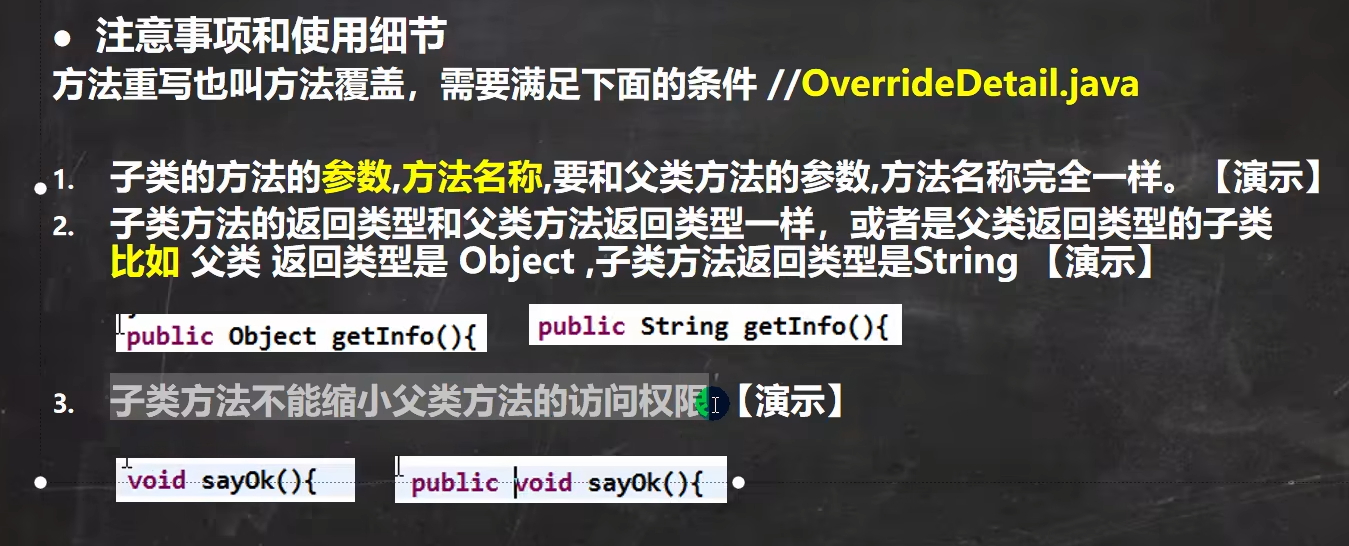 ● 注意事项和使用细节
方法重写也叫方法覆盖，需要满足下面的条件 //OverrideDetail.java
1. 子类的方法的参数,方法名称,要和父类方法的参数,方法名称完全一样。【演示】
2. 子类方法的返回类型和父类方法返回类型一样，或者是父类返回类型的子类
比如 父类 返回类型是 Object ,子类方法返回类型是String 【演示】
public Object getInfo(){
public String getInfo(){
3. 子类方法不能缩小父类方法的访问权限 【演示】
void sayOk(){
public void sayOk(){